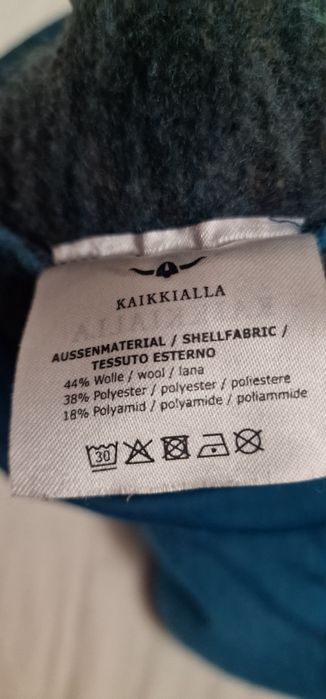 KAIKKIALLA
AUSSENMATERIAL / SHELLFABRIC /
TESSUTO ESTERNO
44% Wolle / wool / lana
38% Polyester / polyester / poliestere
18% Polyamid / polyamide / poliammide
30